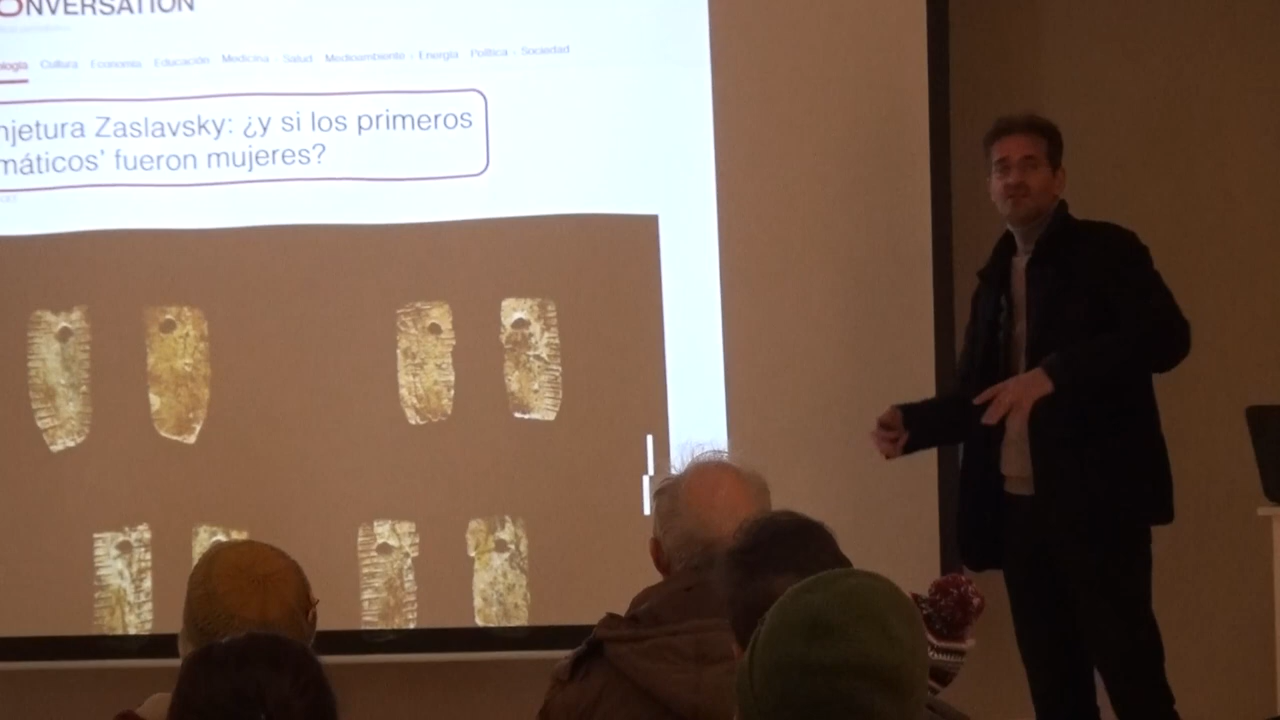 ONVERSATION
ología Cultura Economía Educación Medicina - Salud Medioambiente - Energía Política - Sociedad
njetura Zaslavsky: ¿y si los primeros
máticos’ fueron mujeres?